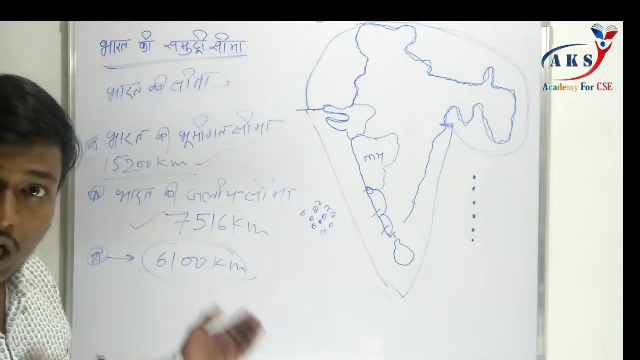 भारत की समुद्री सीमा
भारत की सीमा
भारत की भूमीगत सीमा
15200 km
भारत की जलीय सीमा
7516 km
→ 6100 km
AKS
Academy For CSE